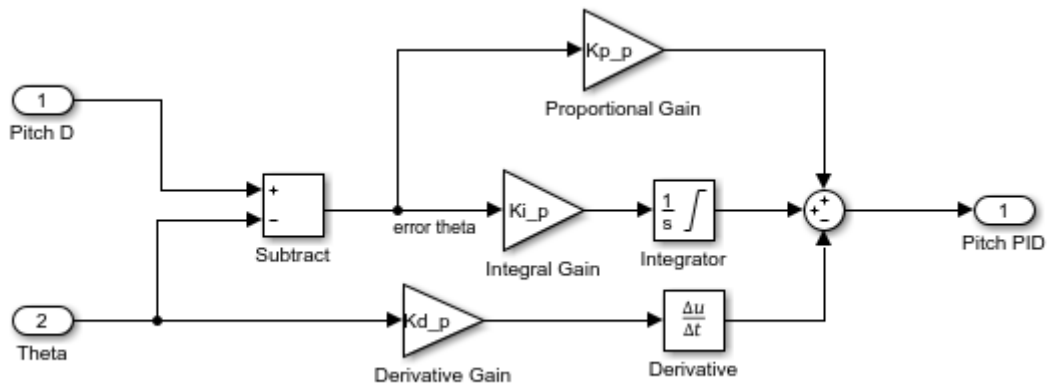 Kp_p
Proportional Gain
1
Pitch D
+
−
Subtract
error theta
Ki_p
Integral Gain
1
s
Integrator
+
+
−
1
Pitch PID
2
Theta
Kd_p
Derivative Gain
Δu
Δt
Derivative